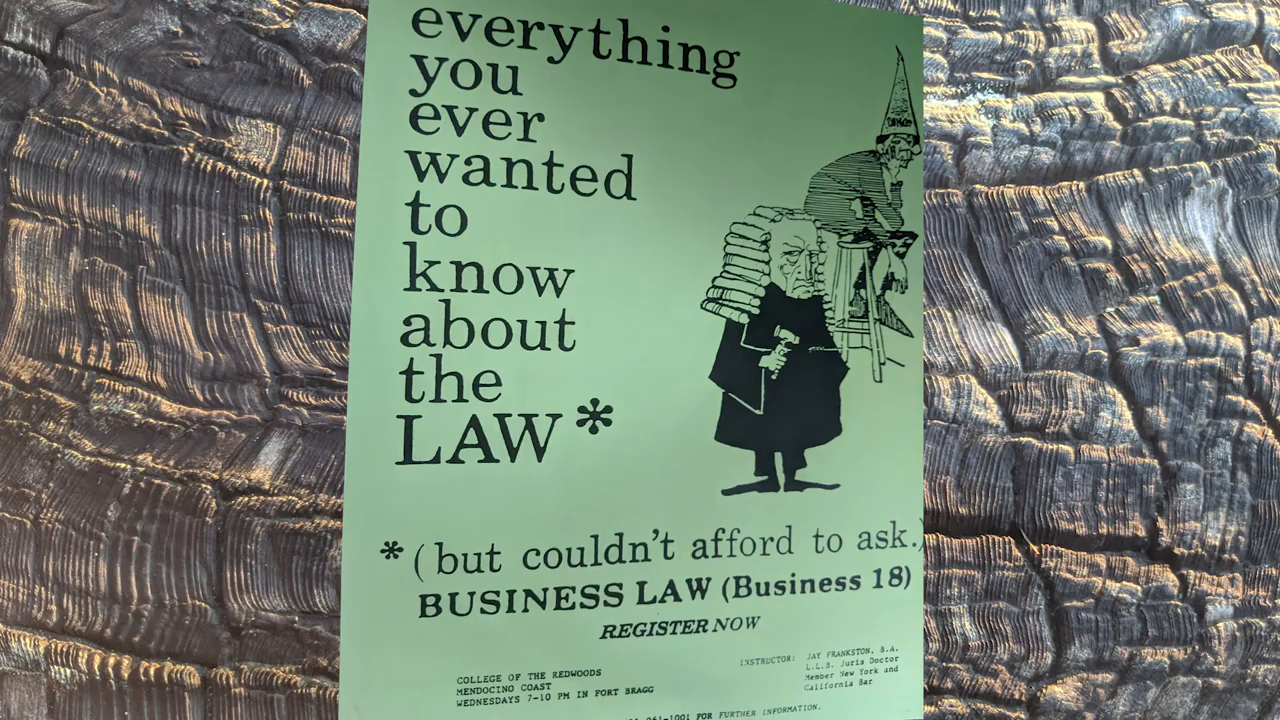 everything
you
ever
wanted
to
know
about
the
LAW *
* (but couldn't afford to ask.)
BUSINESS LAW (Business 18)
REGISTER NOW
COLLEGE OF THE REDWOODS
MENDOCINO COAST
WEDNESDAYS 7-10 PM IN FORT BRAGG
INSTRUCTOR: JAY FRANKSTON, B.A.
L.L.B. Juris Doctor
Member New York and
California Bar
961-1001 FOR FURTHER INFORMATION.